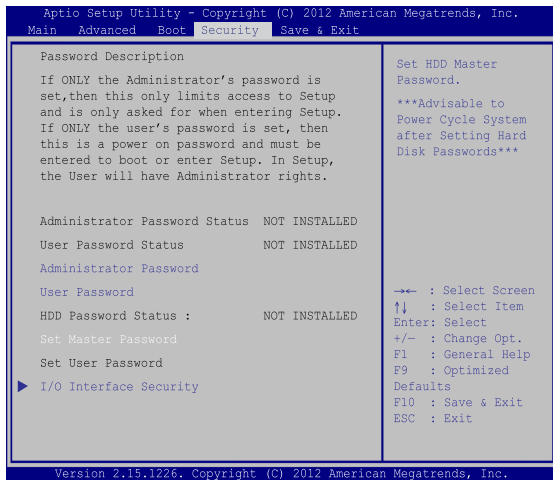 Aptio Setup Utility - Copyright (C) 2012 American Megatrends, Inc.
Main Advanced Boot Security Save & Exit
Password Description
If ONLY the Administrator's password is
set,then this only limits access to Setup
and is only asked for when entering Setup.
If ONLY the user's password is set, then
this is a power on password and must be
entered to boot or enter Setup. In Setup,
the User will have Administrator rights.
Administrator Password Status NOT INSTALLED
User Password Status NOT INSTALLED
Administrator Password
User Password
HDD Password Status : NOT INSTALLED
Set Master Password
Set User Password
I/O Interface Security
Set HDD Master
Password.
***Advisable to
Power Cycle System
after Setting Hard
Disk Passwords***
→← : Select Screen
↑↓ : Select Item
Enter: Select
+/— : Change Opt.
F1 : General Help
F9 : Optimized
Defaults
F10 : Save & Exit
ESC : Exit
Version 2.15.1226. Copyright (C) 2012 American Megatrends, Inc.